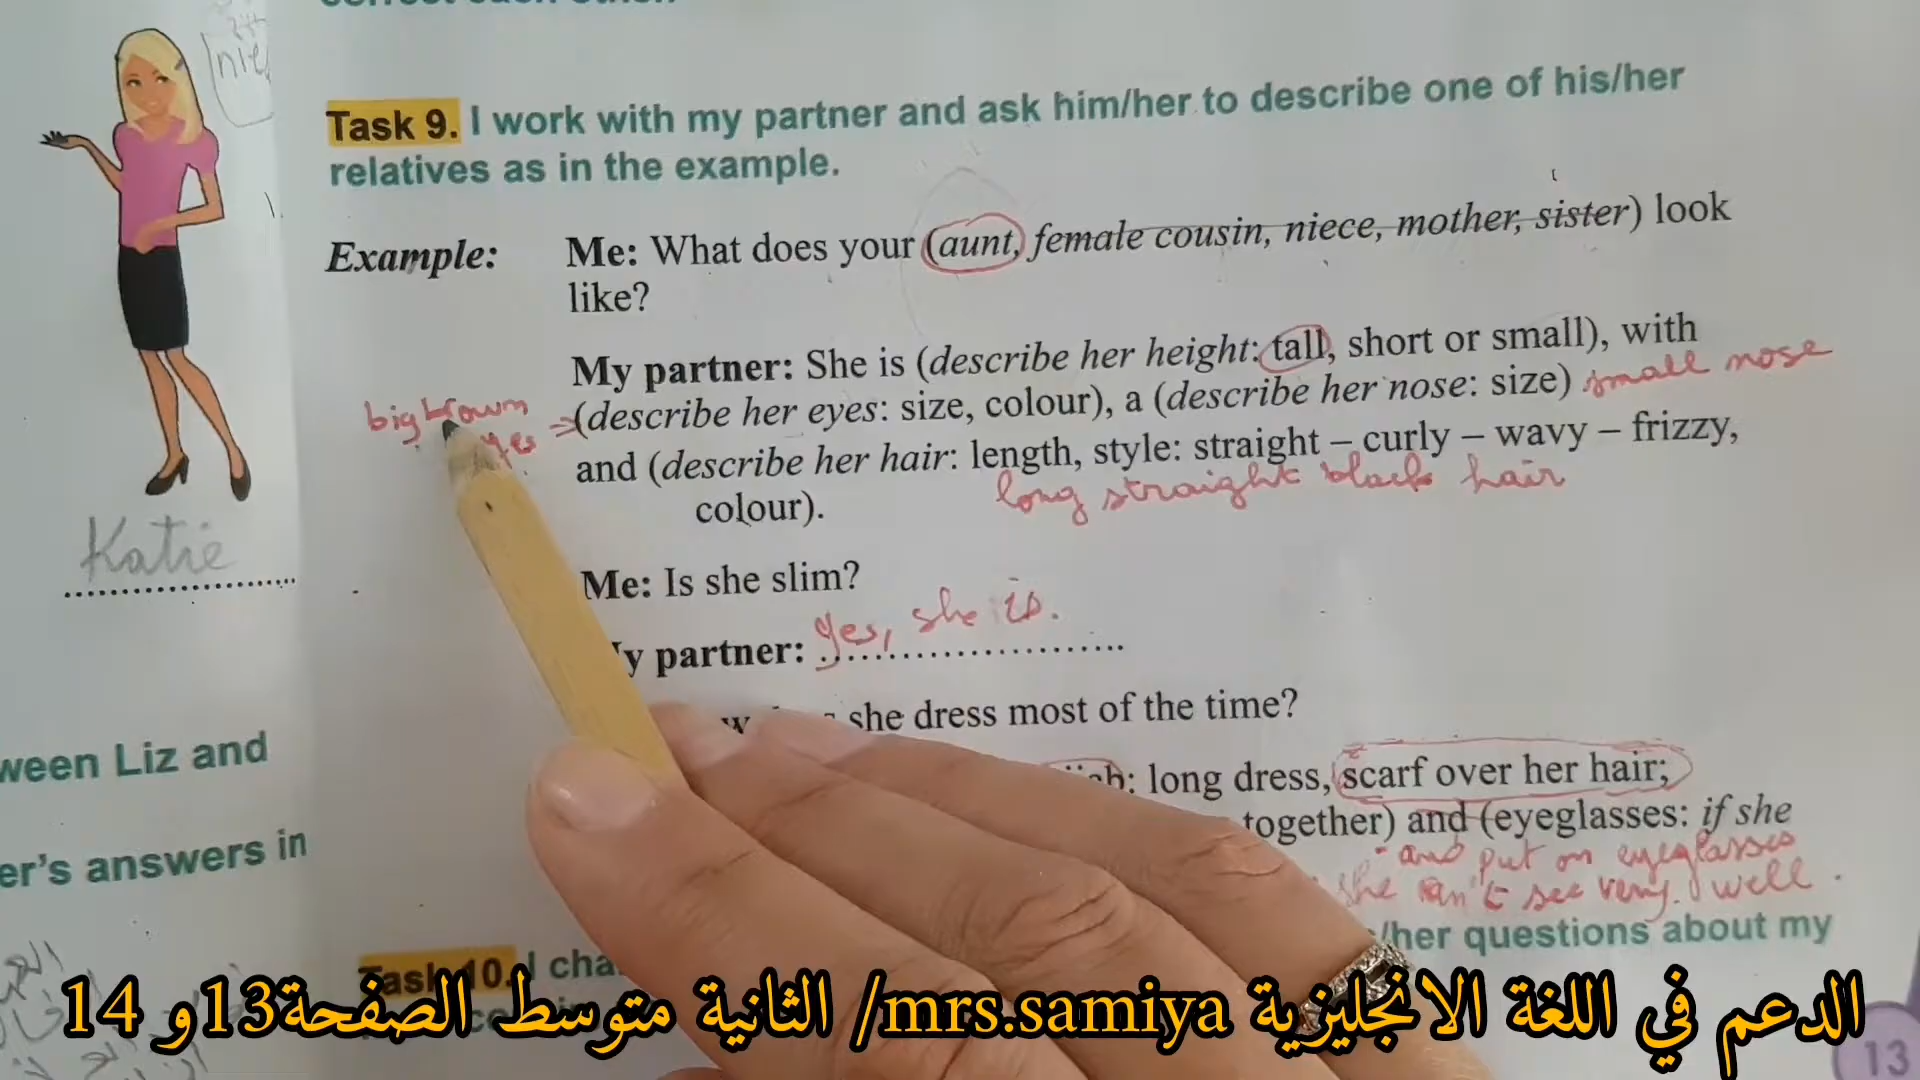 Task 9. I work with my partner and ask him/her to describe one of his/her
relatives as in the example.
Example: Me: What does your (aunt, female cousin, niece, mother, sister) look
like?
My partner: She is (describe her height: tall, short or small), with
small nose
big brown
(describe her eyes: size, colour), a (describe her nose: size)
and (describe her hair: length, style: straight – curly – wavy – frizzy,
long straight black hair
colour).
Katie
Me: Is she slim?
Yes, she is.
y partner:
she dress most of the time?
ween Liz and
: long dress, scarf over her hair;
together) and (eyeglasses: if she
- and put on eyeglasses
she can't see very well.
er's answers in
/her questions about my
Task 10. I cha
الدعم في اللغة الانجليزية mrs.samiya/ الثانية متوسط الصفحة13و 14
13